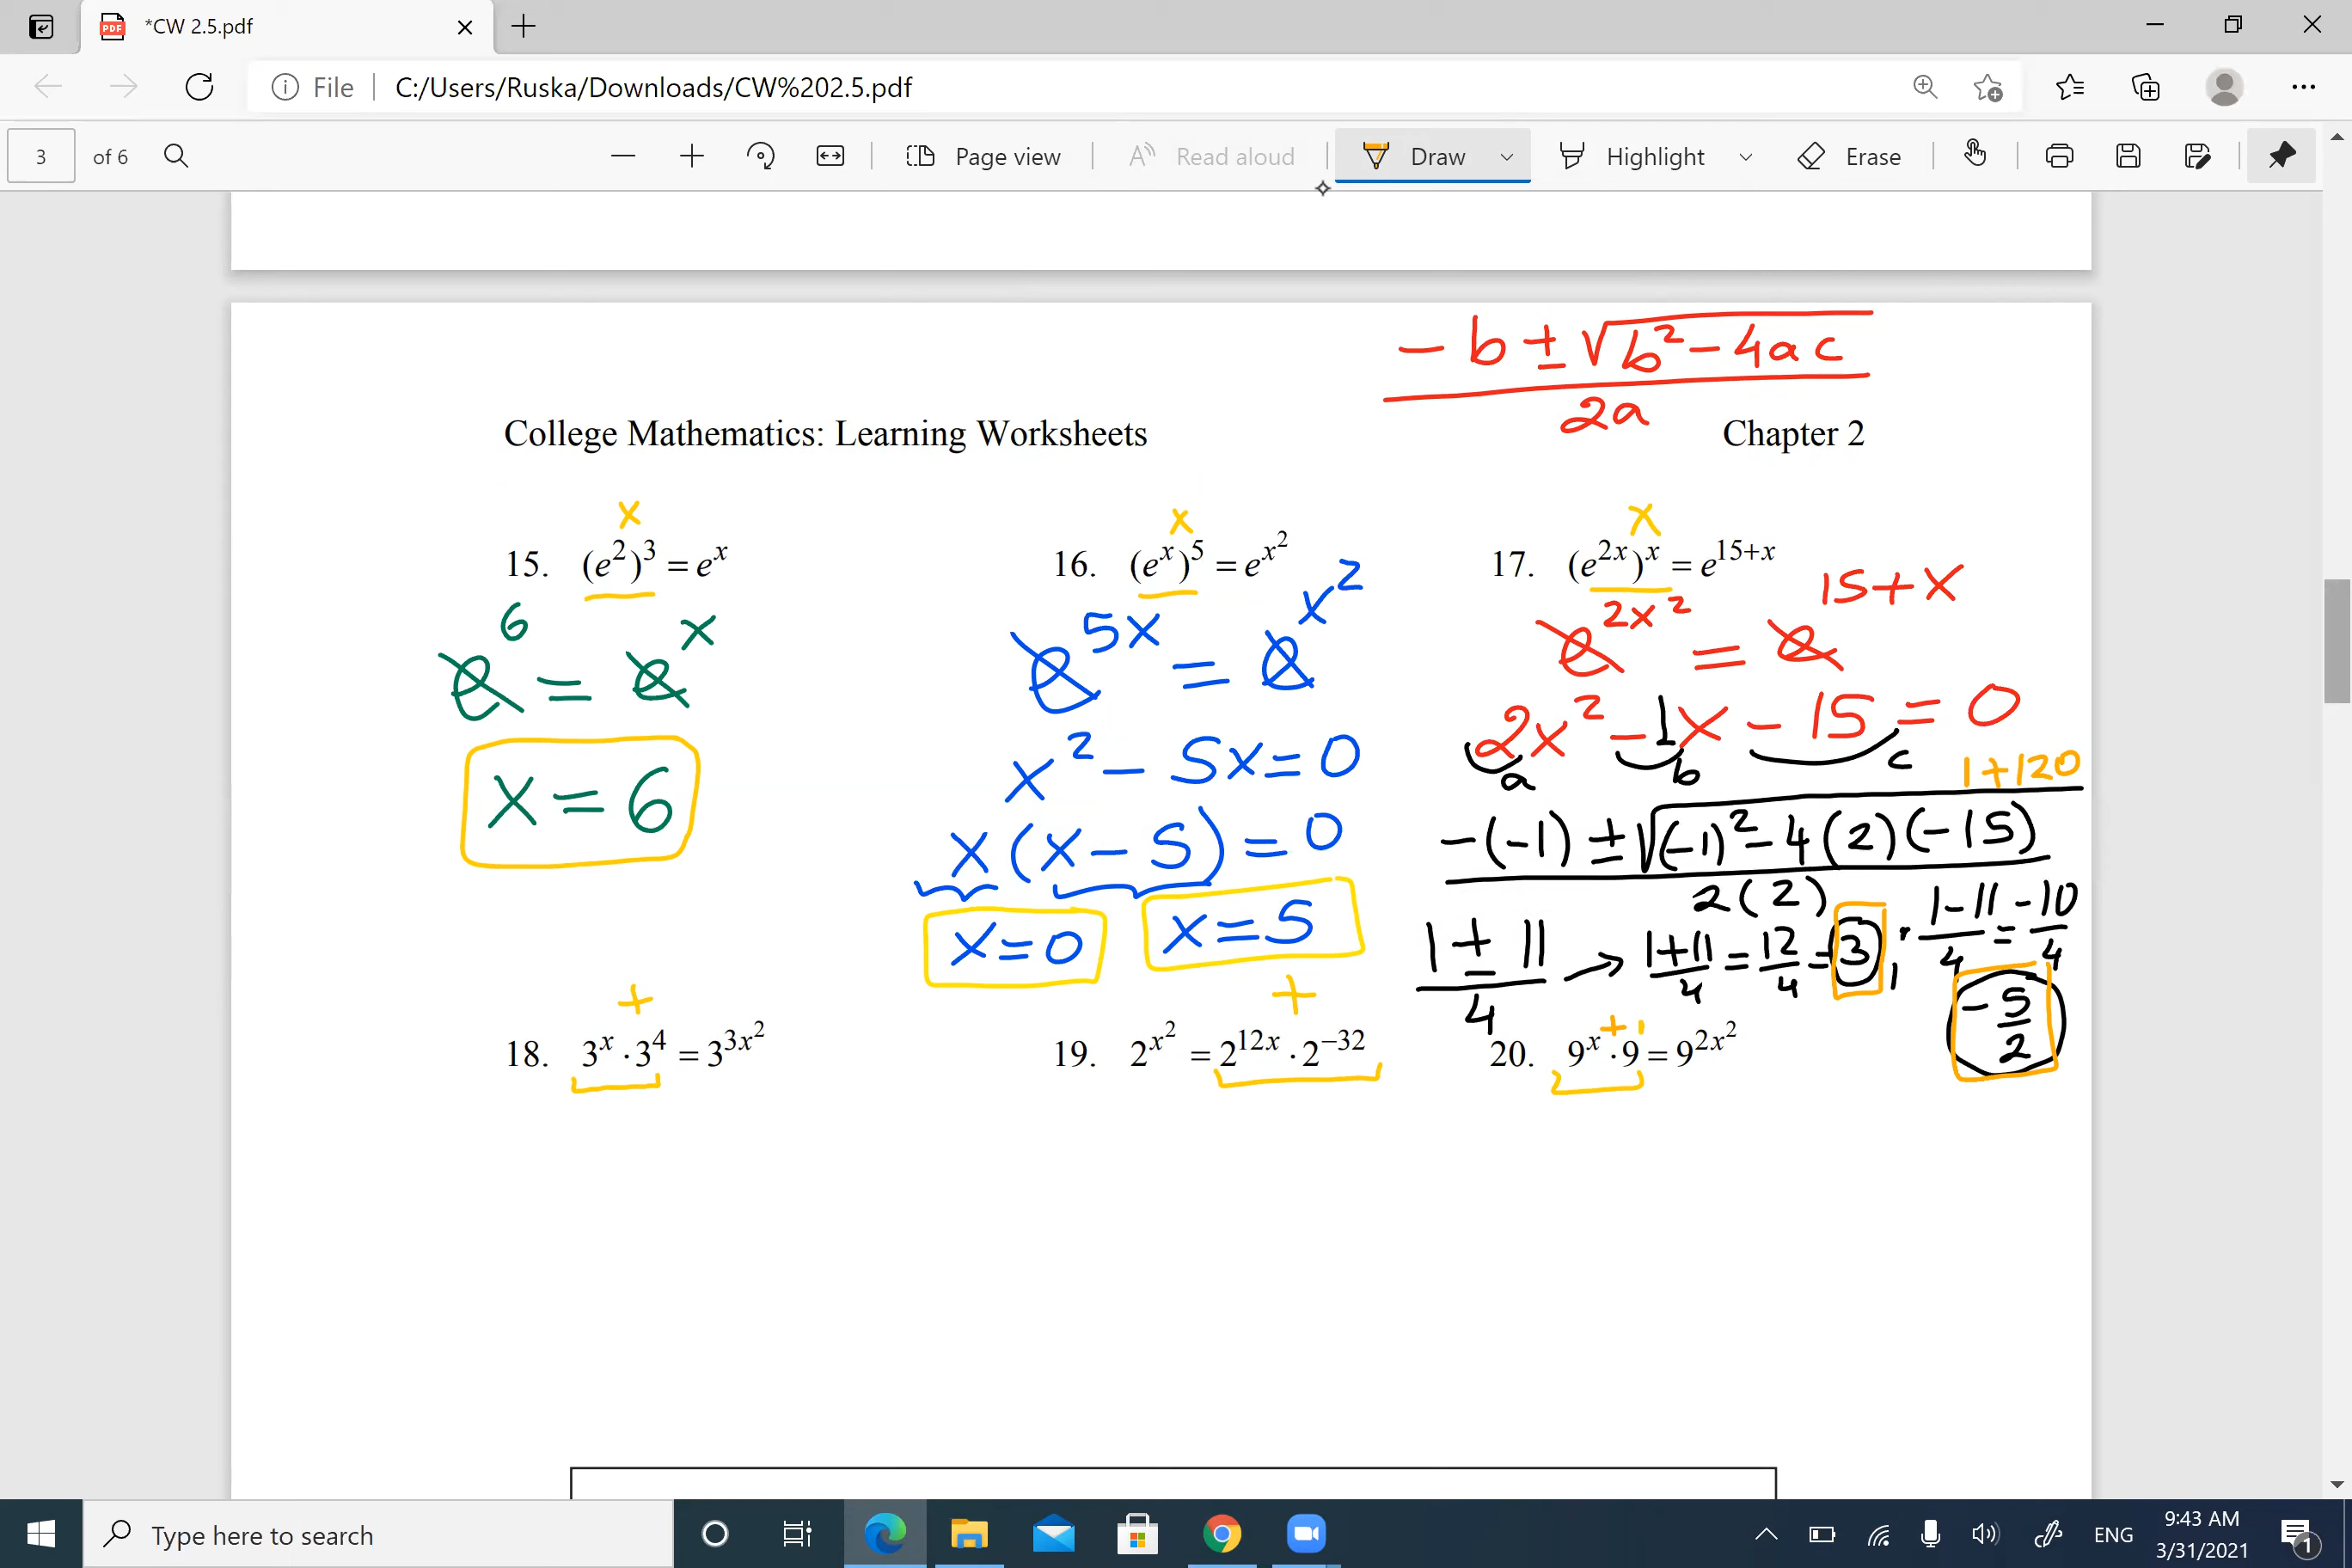 *CW 2.5.pdf
File C:/Users/Ruska/Downloads/CW%202.5.pdf
3 of 6 Page view Read aloud Draw Highlight Erase
-b ± √(b² - 4ac)
2a
College Mathematics: Learning Worksheets Chapter 2
x x x
15. (e²)³ = eˣ
e⁶ = eˣ
x = 6
16. (eˣ)⁵ = e^(x²)
e^(5x) = e^(x²)
x² - 5x = 0
x(x - 5) = 0
x = 0 x = 5
17. (e^(2x))ˣ = e^(15+x)
e^(2x²) = e^(15+x)
2x² - 1x - 15 = 0
a b c
1+120
-(-1) ± √((-1)² - 4(2)(-15)
2(2)
1 ± 11
4
→ 1+11/4 = 12/4 = 3 ; 1-11/4 = -10/4
-5/2
+ + + 1
18. 3ˣ · 3⁴ = 3^(3x²)
19. 2^(x²) = 2^(12x) · 2^(−32)
20. 9ˣ · 9 = 9^(2x²)
Type here to search
ENG
9:43 AM
3/31/2021
1